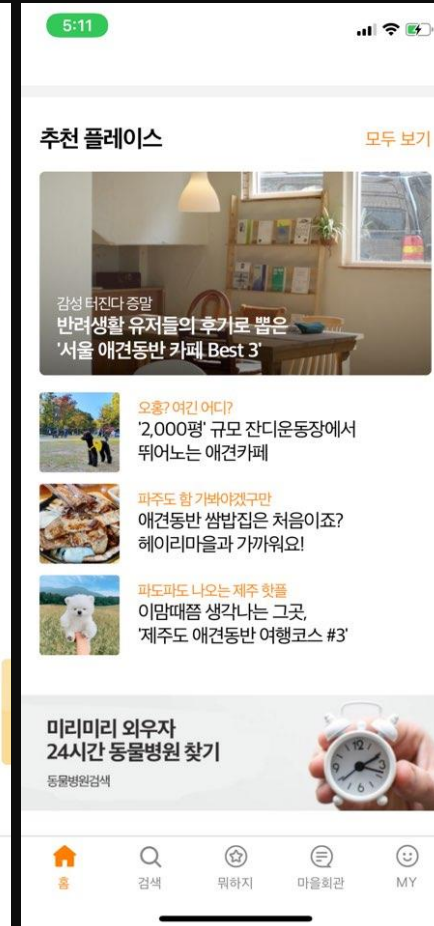 5:11
추천 플레이스
모두 보기
감성 터진다 증말
반려생활 유저들의 후기로 뽑은
'서울 애견동반 카페 Best 3'
오홍? 여긴 어디?
'2,000평' 규모 잔디운동장에서
뛰어노는 애견카페
파주도 함 가봐야겠구만
애견동반 쌈밥집은 처음이죠?
헤이리마을과 가까워요!
파도파도 나오는 제주 핫플
이맘때쯤 생각나는 그곳,
'제주도 애견동반 여행코스 #3'
미리미리 외우자
24시간 동물병원 찾기
동물병원검색
홈
검색
뭐하지
마을회관
MY